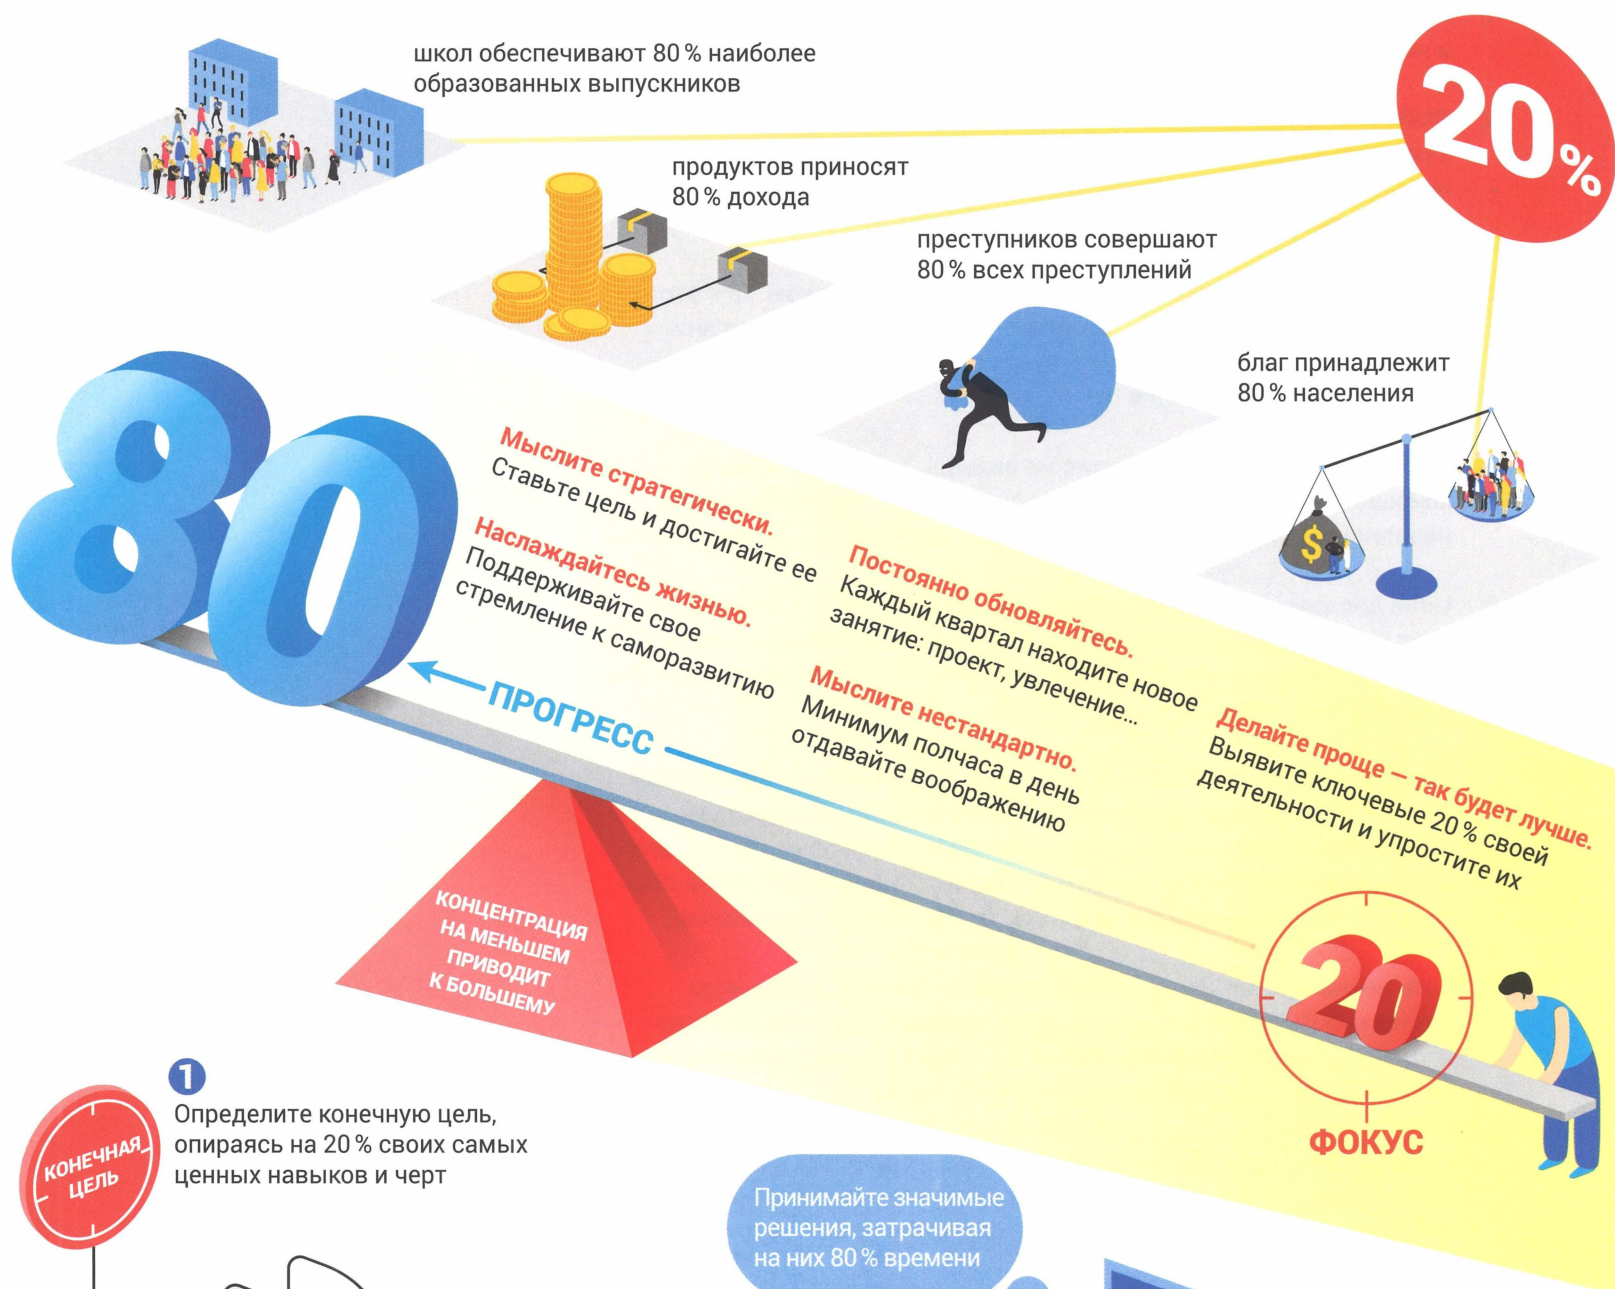 школ обеспечивают 80 % наиболее
образованных выпускников
20%
продуктов приносят
80 % дохода
преступников совершают
80 % всех преступлений
благ принадлежит
80 % населения
80
Мыслите стратегически.
Ставьте цель и достигайте ее
Наслаждайтесь жизнью.
Поддерживайте свое
стремление к саморазвитию
Постоянно обновляйтесь.
Каждый квартал находите новое
занятие: проект, увлечение...
Мыслите нестандартно.
Минимум полчаса в день
отдавайте воображению
Делайте проще – так будет лучше.
Выявите ключевые 20 % своей
деятельности и упростите их
ПРОГРЕСС
$
КОНЦЕНТРАЦИЯ
НА МЕНЬШЕМ
ПРИВОДИТ
К БОЛЬШЕМУ
20
ФОКУС
1
Определите конечную цель,
опираясь на 20 % своих самых
ценных навыков и черт
КОНЕЧНАЯ
ЦЕЛЬ
Принимайте значимые
решения, затрачивая
на них 80 % времени